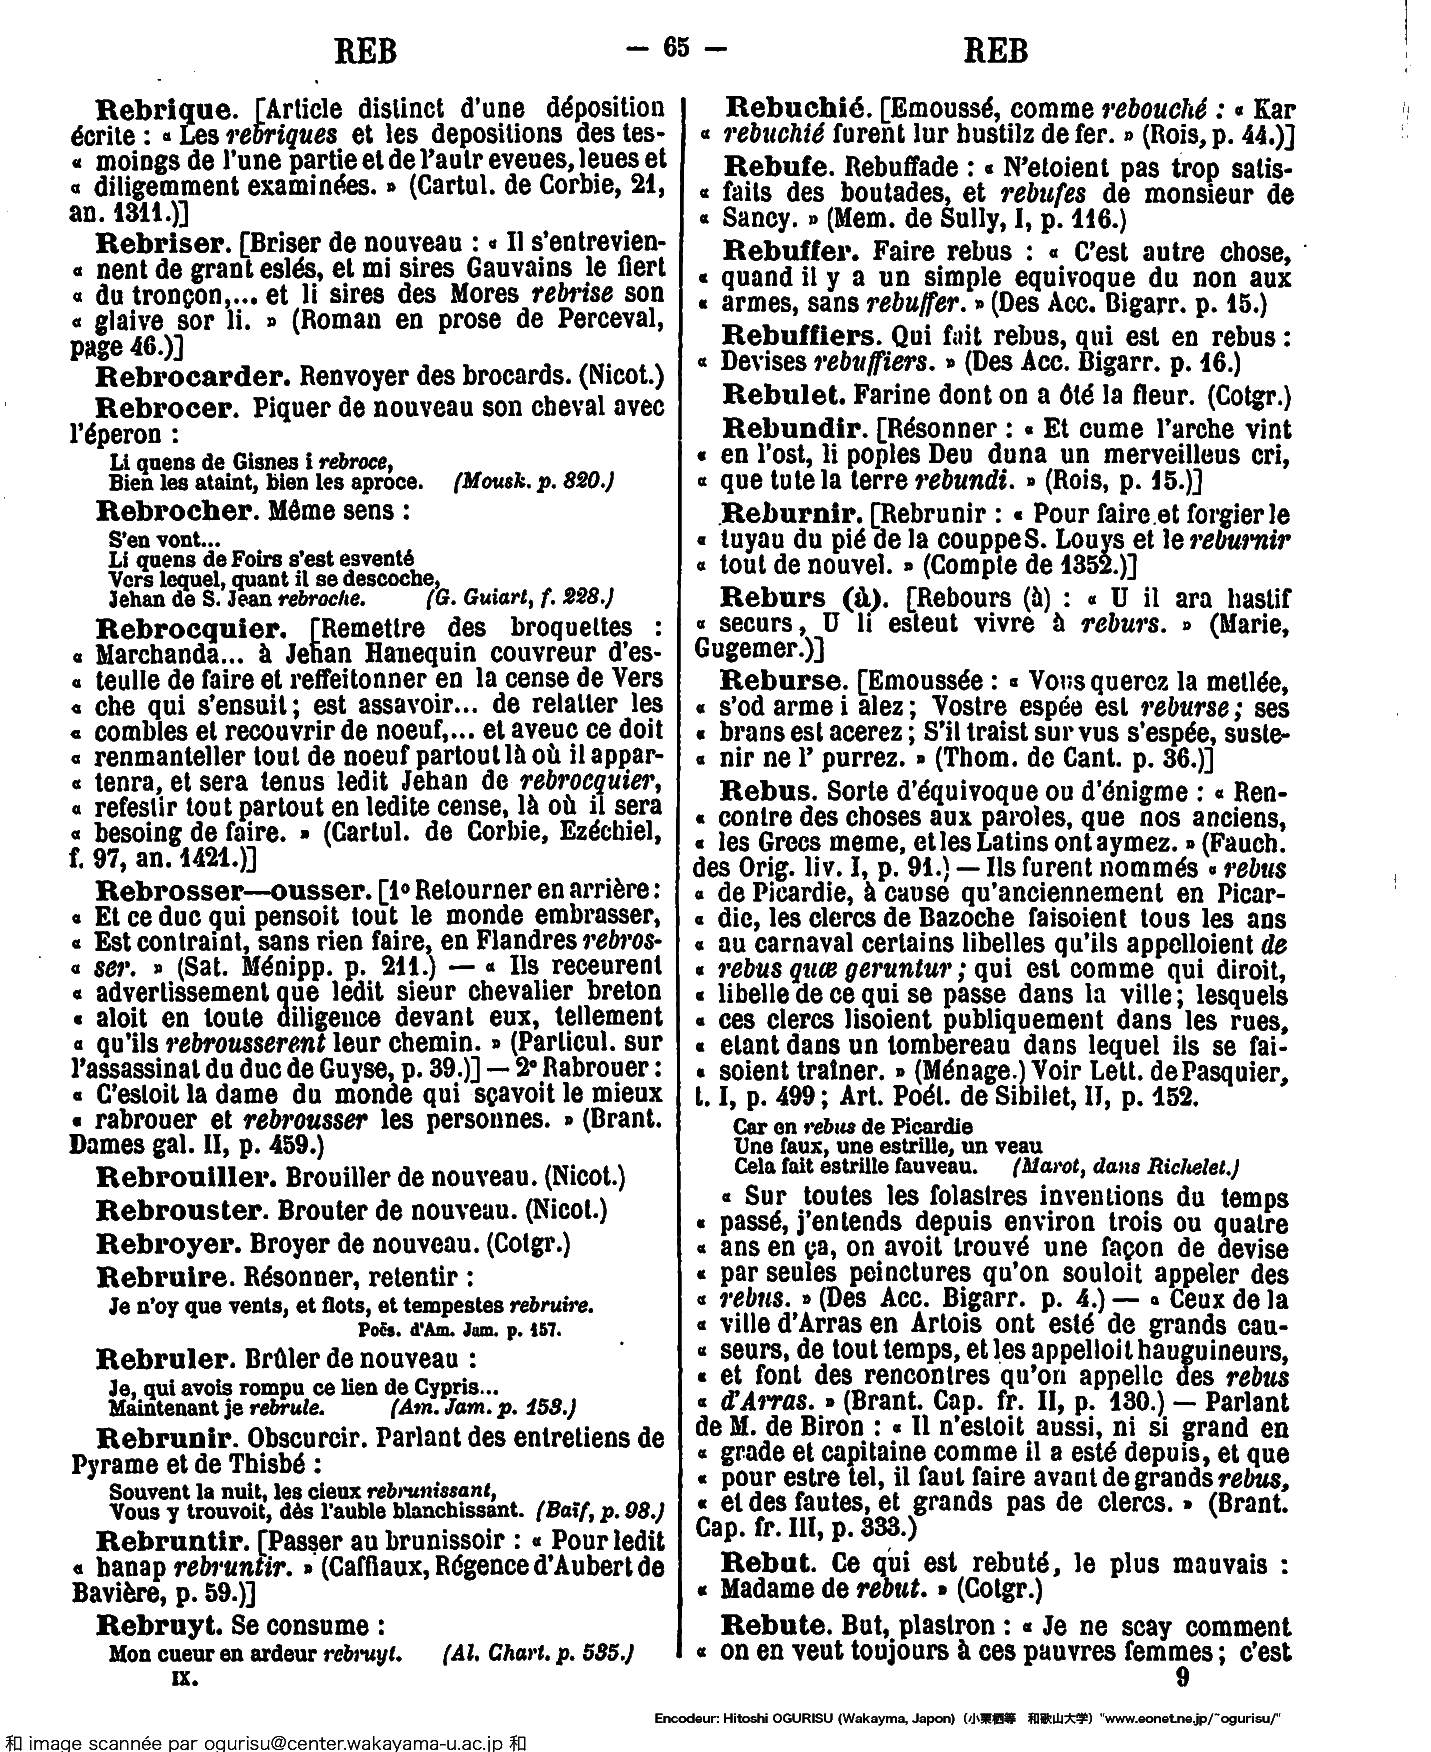 REB — 65 — REB
Rebrique. [Article distinct d'une déposition
écrite : « Les rebriques et les depositions des tes-
« moings de l'une partie et de l'autr eveues, leues et
« diligemment examinées. » (Cartul. de Corbie, 21,
an. 1311.)]
Rebriser. [Briser de nouveau : « Il s'entrevien-
« nent de grant eslés, et mi sires Gauvains le fiert
« du tronçon,... et li sires des Mores rebrise son
« glaive sor li. » (Roman en prose de Perceval,
page 46.)]
Rebrocarder. Renvoyer des brocards. (Nicot.)
Rebrocer. Piquer de nouveau son cheval avec
l'éperon :
Li quens de Gisnes i rebroce,
Bien les ataint, bien les aproce. (Mousk. p. 820.)
Rebrocher. Même sens :
S'en vont...
Li quens de Foirs s'est esventé
Vers lequel, quant il se descoche,
Jehan de S. Jean rebroche. (G. Guiart, f. 228.)
Rebrocquier. [Remettre des broquettes :
« Marchanda... à Jehan Hanequin couvreur d'es-
« teulle de faire et reffeitonner en la cense de Vers
« che qui s'ensuit ; est assavoir... de relatter les
« combles et recouvrir de noeuf,... et aveuc ce doit
« renmanteller tout de noeuf partout là où il appar-
« tenra, et sera tenus ledit Jehan de rebrocquier,
« refestir tout partout en ledite cense, là où il sera
« besoing de faire. » (Cartul. de Corbie, Ezéchiel,
f. 97, an. 1421.)]
Rebrosser—ousser. [1º Retourner en arrière :
« Et ce duc qui pensoit tout le monde embrasser,
« Est contraint, sans rien faire, en Flandres rebros-
« ser. » (Sat. Ménipp. p. 211.) — « Ils receurent
« advertissement que ledit sieur chevalier breton
« aloit en toute diligence devant eux, tellement
« qu'ils rebrousserent leur chemin. » (Particul. sur
l'assassinat du duc de Guyse, p. 39.)] — 2º Rabrouer :
« C'estoit la dame du monde qui sçavoit le mieux
« rabrouer et rebrousser les personnes. » (Brant.
Dames gal. II, p. 459.)
Rebrouiller. Brouiller de nouveau. (Nicot.)
Rebrouster. Brouter de nouveau. (Nicot.)
Rebroyer. Broyer de nouveau. (Cotgr.)
Rebruire. Résonner, retentir :
Je n'oy que vents, et flots, et tempestes rebruire.
Poës. d'Am. Jam. p. 157.
Rebruler. Brûler de nouveau :
Je, qui avois rompu ce lien de Cypris...
Maintenant je rebrule. (Am. Jam. p. 153.)
Rebrunir. Obscurcir. Parlant des entretiens de
Pyrame et de Thisbé :
Souvent la nuit, les cieux rebrunissant,
Vous y trouvoit, dès l'auble blanchissant. (Baïf, p. 98.)
Rebruntir. [Passer au brunissoir : « Pour ledit
« hanap rebruntir. » (Caffiaux, Régence d'Aubert de
Bavière, p. 59.)]
Rebruyt. Se consume :
Mon cueur en ardeur rebruyt. (Al. Chart. p. 535.)
IX.
Rebuchié. [Emoussé, comme rebouché : « Kar
« rebuchié furent lur hustilz de fer. » (Rois, p. 44.)]
Rebufe. Rebuffade : « N'etoient pas trop satis-
« faits des boutades, et rebufes de monsieur de
« Sancy. » (Mem. de Sully, I, p. 116.)
Rebuffer. Faire rebus : « C'est autre chose,
« quand il y a un simple equivoque du non aux
« armes, sans rebuffer. » (Des Acc. Bigarr. p. 15.)
Rebuffiers. Qui fait rebus, qui est en rebus :
« Devises rebuffiers. » (Des Acc. Bigarr. p. 16.)
Rebulet. Farine dont on a ôté la fleur. (Cotgr.)
Rebundir. [Résonner : « Et cume l'arche vint
« en l'ost, li poples Deu duna un merveilleus cri,
« que tute la terre rebundi. » (Rois, p. 15.)]
Reburnir. [Rebrunir : « Pour faire et forgier le
« tuyau du pié de la couppe S. Louys et le reburnir
« tout de nouvel. » (Compte de 1352.)]
Reburs (à). [Rebours (à) : « U il ara hastif
« securs, U li esteut vivre à reburs. » (Marie,
Gugemer.)]
Reburse. [Emoussée : « Vous querez la mellée,
« s'od arme i alez ; Vostre espée est reburse ; ses
« brans est acerez ; S'il traist sur vus s'espée, suste-
« nir ne l' purrez. » (Thom. de Cant. p. 36.)]
Rebus. Sorte d'équivoque ou d'énigme : « Ren-
« contre des choses aux paroles, que nos anciens,
« les Grecs meme, et les Latins ont aymez. » (Fauch.
des Orig. liv. I, p. 91.) — Ils furent nommés « rebus
« de Picardie, à cause qu'anciennement en Picar-
« die, les clercs de Bazoche faisoient tous les ans
« au carnaval certains libelles qu'ils appelloient de
« rebus quæ geruntur ; qui est comme qui diroit,
« libelle de ce qui se passe dans la ville ; lesquels
« ces clercs lisoient publiquement dans les rues,
« etant dans un tombereau dans lequel ils se fai-
« soient traîner. » (Ménage.) Voir Lett. de Pasquier,
t. I, p. 499 ; Art. Poét. de Sibilet, II, p. 152.
Car en rebus de Picardie
Une faux, une estrille, un veau
Cela fait estrille fauveau. (Marot, dans Richelet.)
« Sur toutes les folastres inventions du temps
« passé, j'entends depuis environ trois ou quatre
« ans en ça, on avoit trouvé une façon de devise
« par seules peinctures qu'on souloit appeler des
« rebus. » (Des Acc. Bigarr. p. 4.) — « Ceux de la
« ville d'Arras en Artois ont esté de grands cau-
« seurs, de tout temps, et les appelloit hauguineurs,
« et font des rencontres qu'on appelle des rebus
« d'Arras. » (Brant. Cap. fr. II, p. 130.) — Parlant
de M. de Biron : « Il n'estoit aussi, ni si grand en
« grade et capitaine comme il a esté depuis, et que
« pour estre tel, il faut faire avant de grands rebus,
« et des fautes, et grands pas de clercs. » (Brant.
Cap. fr. III, p. 333.)
Rebut. Ce qui est rebuté, le plus mauvais :
« Madame de rebut. » (Cotgr.)
Rebute. But, plastron : « Je ne scay comment
« on en veut toujours à ces pauvres femmes ; c'est
9
Encodeur: Hitoshi OGURISU (Wakayma, Japon) (小栗栖等 和歌山大学) "www.eonet.ne.jp/~ogurisu/"
和 image scannée par ogurisu@center.wakayama-u.ac.jp 和